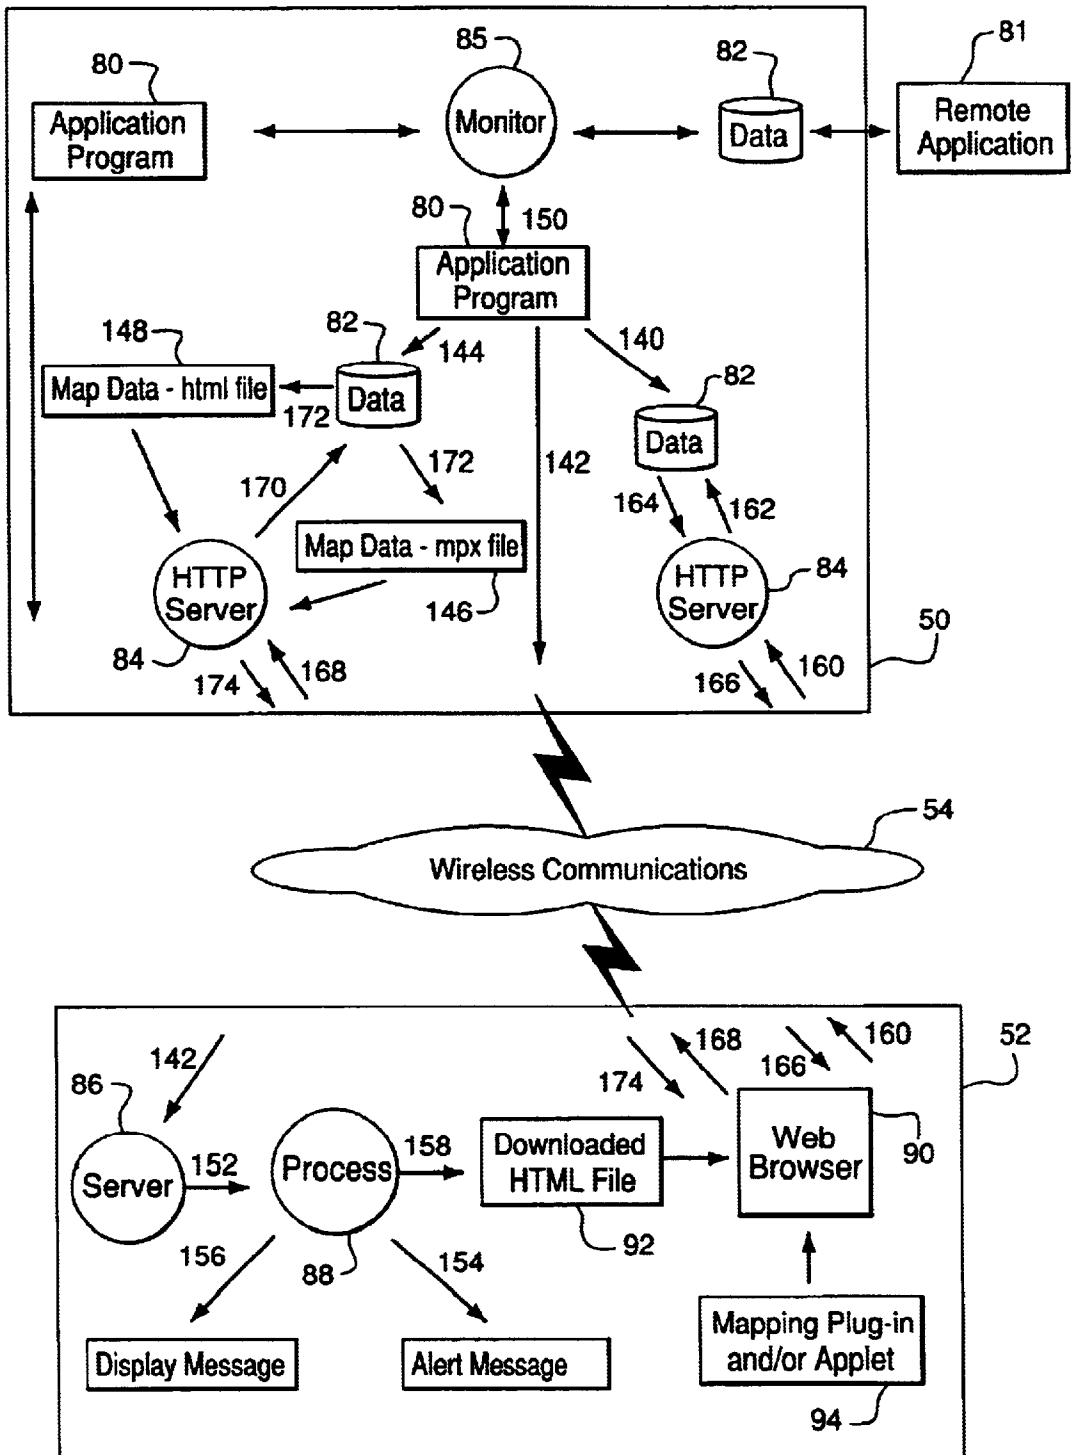 85
81
80
82
Application
Program
Monitor
Data
Remote
Application
80
150
Application
Program
148
82
144
140
82
Map Data - html file
172
Data
Data
142
170
172
164
162
Map Data - mpx file
HTTP
Server
HTTP
Server
84
146
84
50
174
168
166
160
54
Wireless Communications
142
168
160
52
86
174
166
158
Downloaded
HTML File
Web
Browser
90
Server
152
Process
92
156
88
154
Mapping Plug-in
and/or Applet
Display Message
Alert Message
94